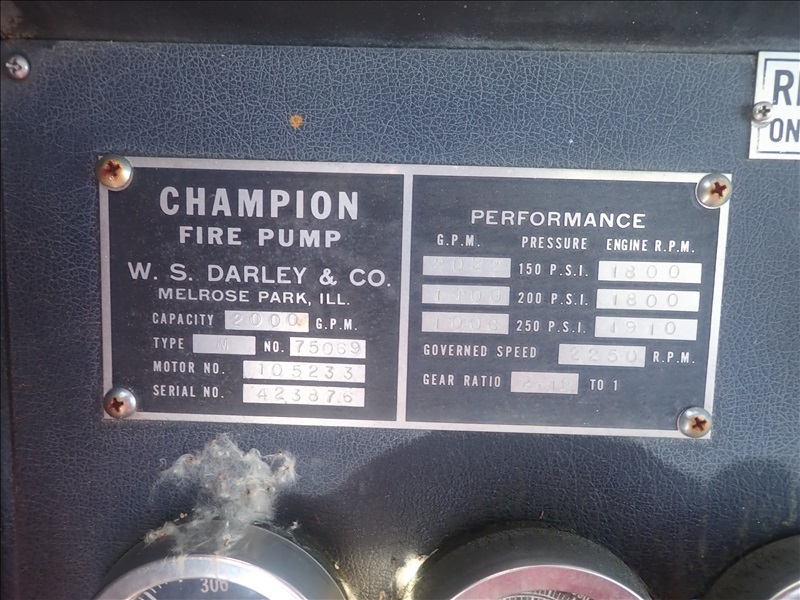 CHAMPION
FIRE PUMP
W. S. DARLEY & CO.
MELROSE PARK, ILL.
CAPACITY 2000 G.P.M.
TYPE M NO. 75069
MOTOR NO. 105233
SERIAL NO. 423876
PERFORMANCE
G.P.M. PRESSURE ENGINE R.P.M.
150 P.S.I. 1800
200 P.S.I. 1800
250 P.S.I. 1910
GOVERNED SPEED 2250 R.P.M.
GEAR RATIO TO 1
ON